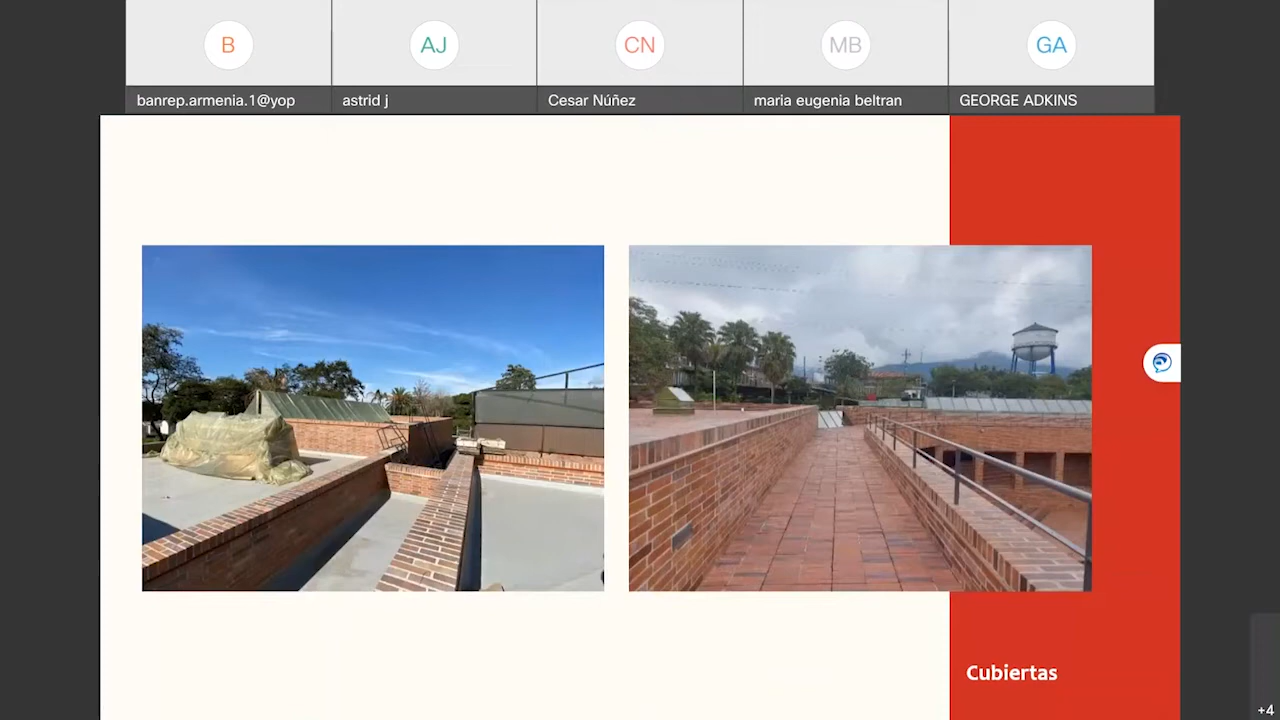 B
AJ
CN
MB
GA
banrep.armenia.1@yop
astrid j
Cesar Núñez
maria eugenia beltran
GEORGE ADKINS
Cubiertas
+4